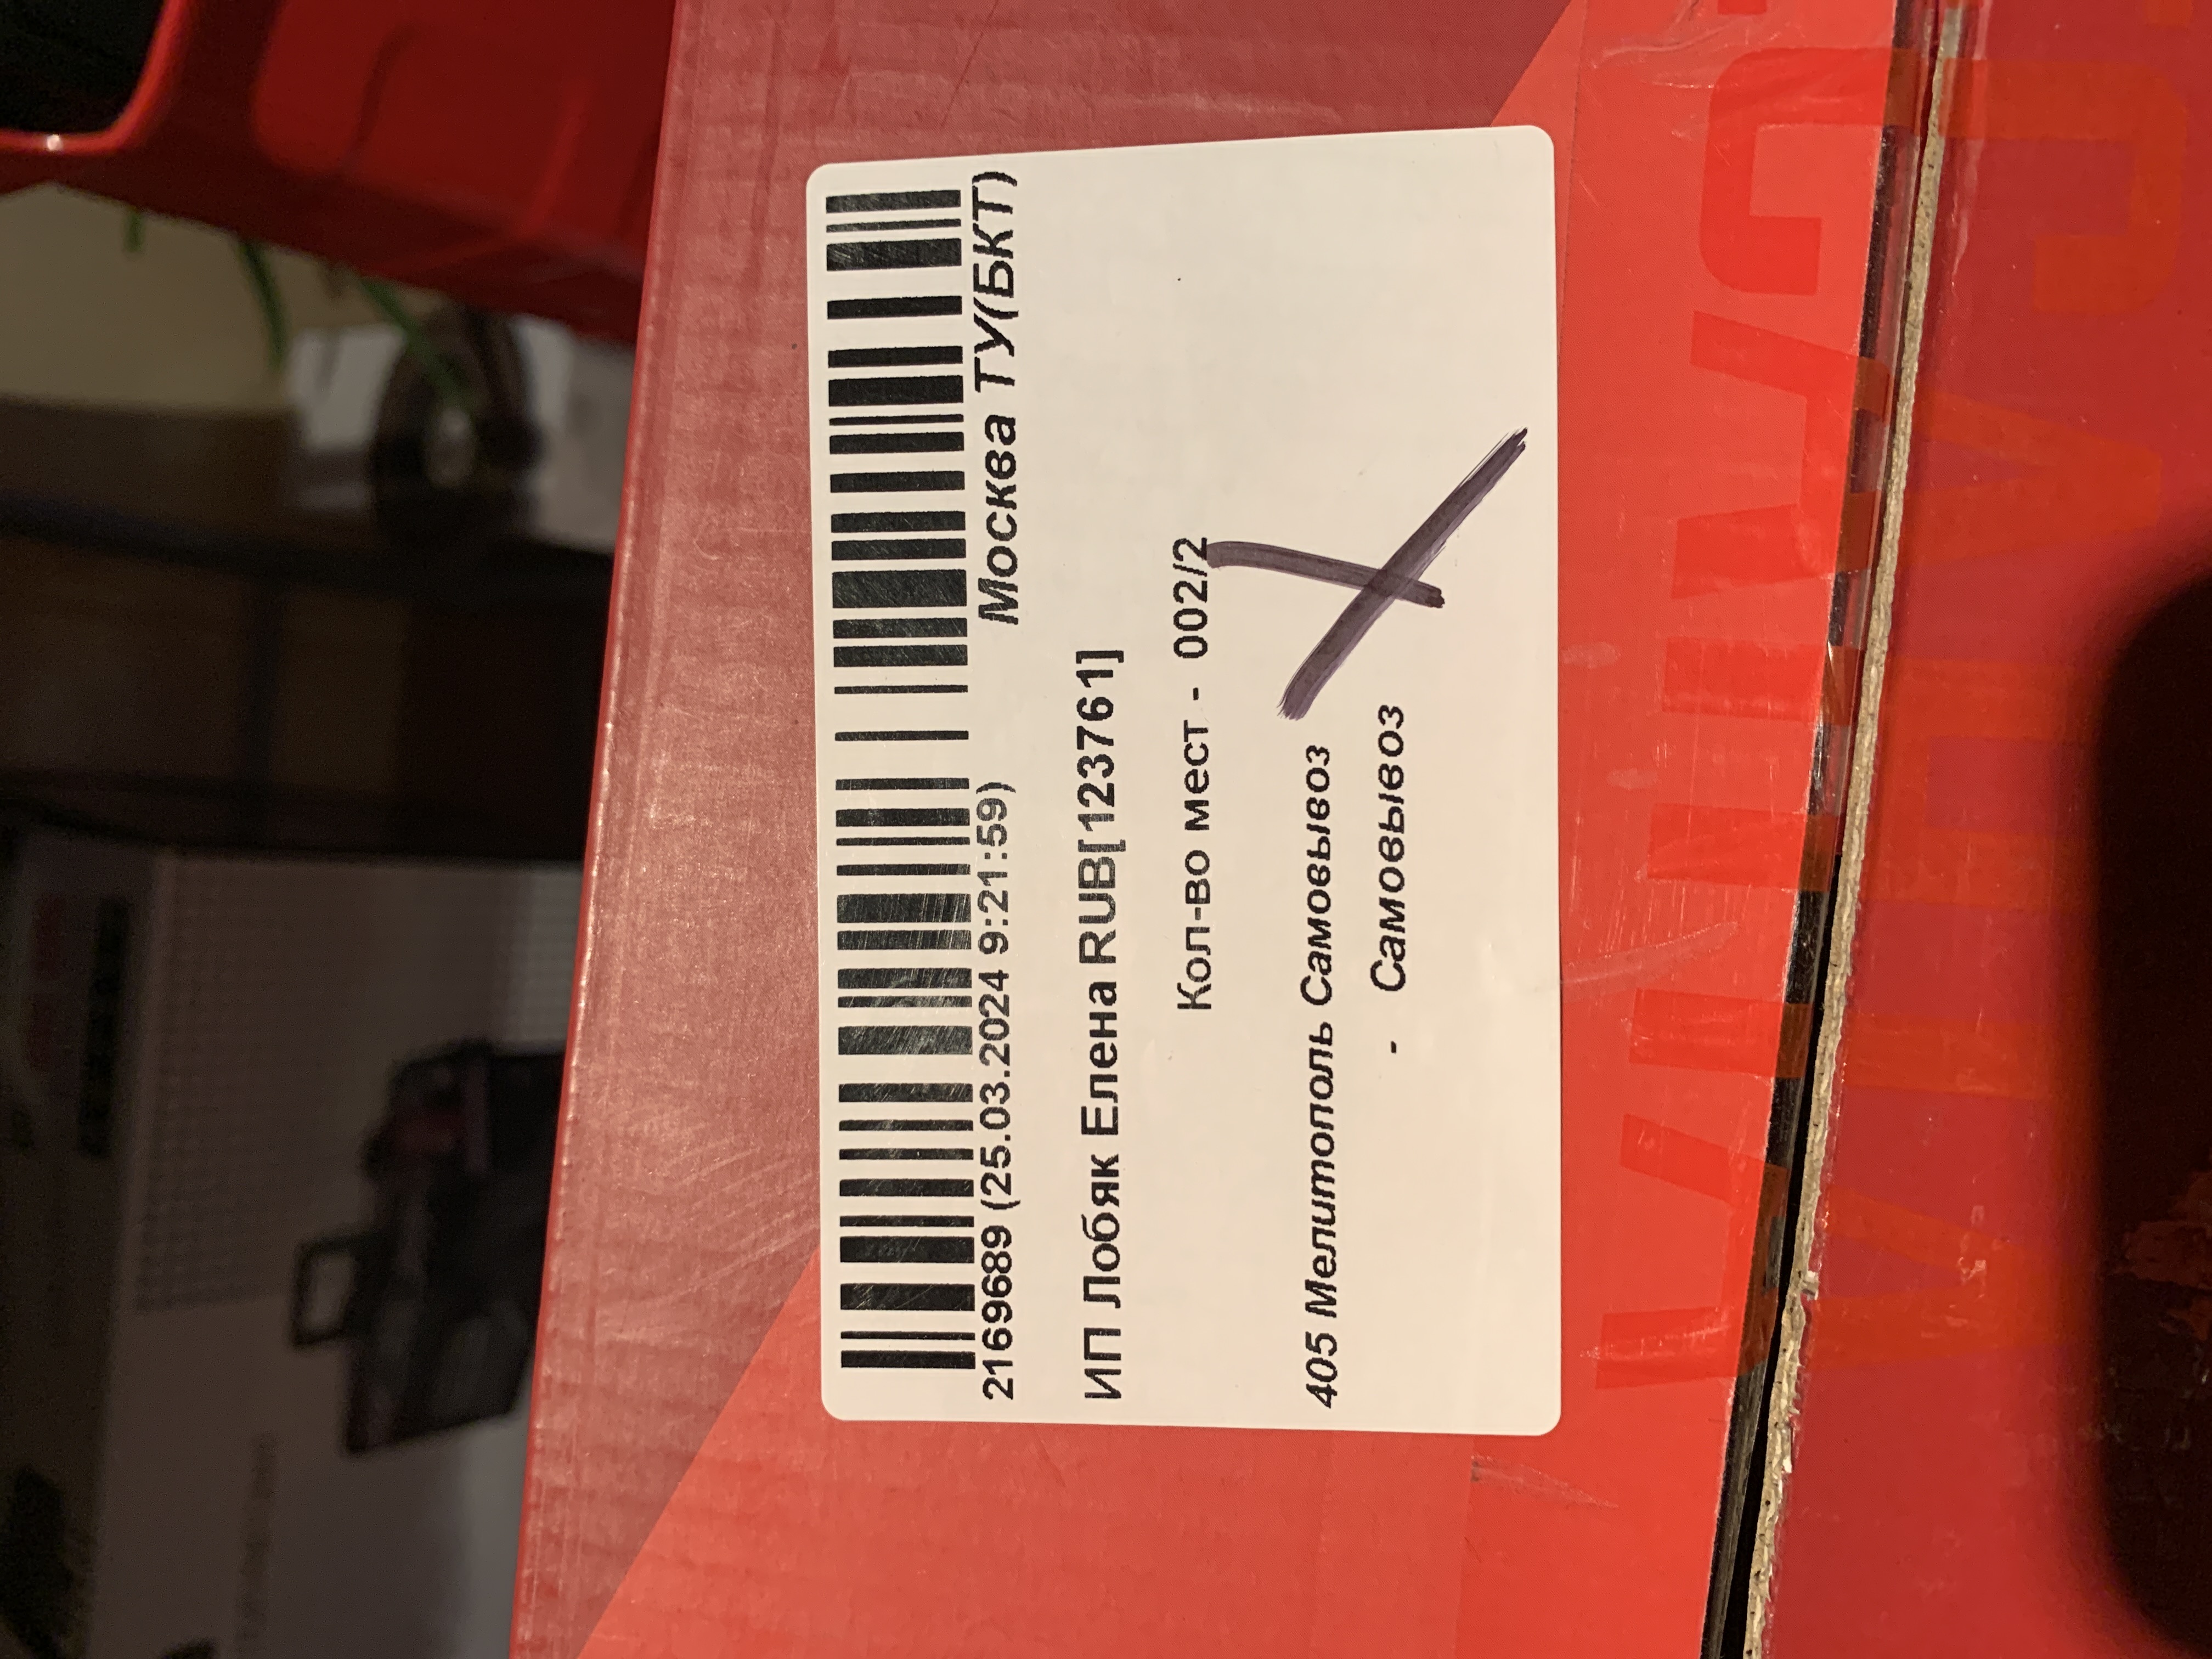 2169689 (25.03.2024 9:21:59)
Москва ТУ(БКТ)
ИП Лобяк Елена RUB[123761]
Кол-во мест - 002/2
405 Мелитополь Самовывоз
- Самовывоз